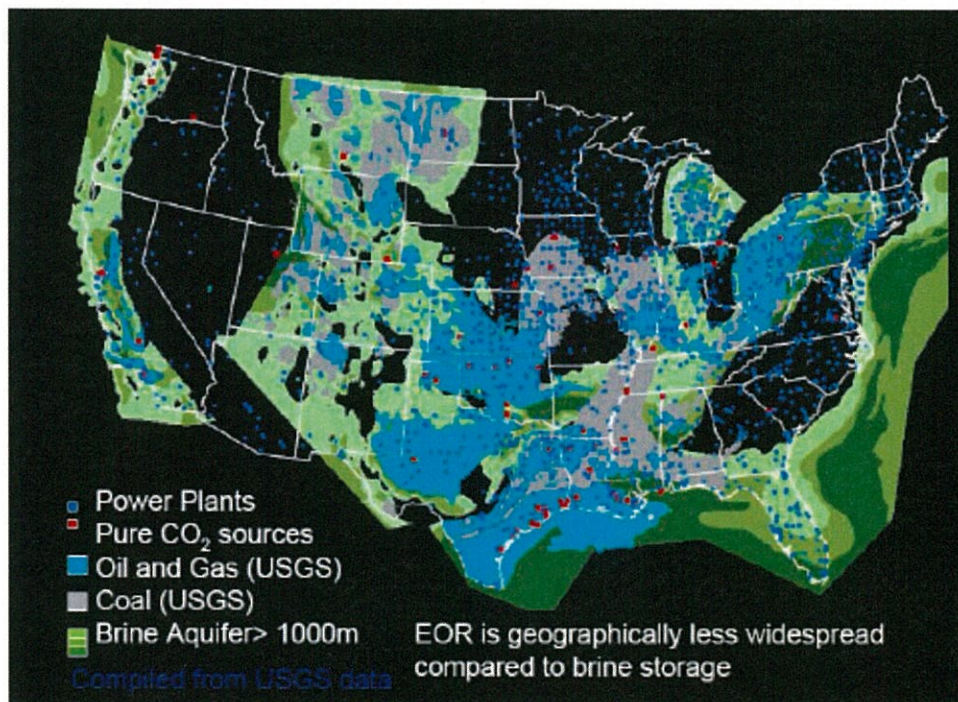 Power Plants
Pure CO₂ sources
Oil and Gas (USGS)
Coal (USGS)
Brine Aquifer> 1000m
Compiled from USGS data
EOR is geographically less widespread
compared to brine storage